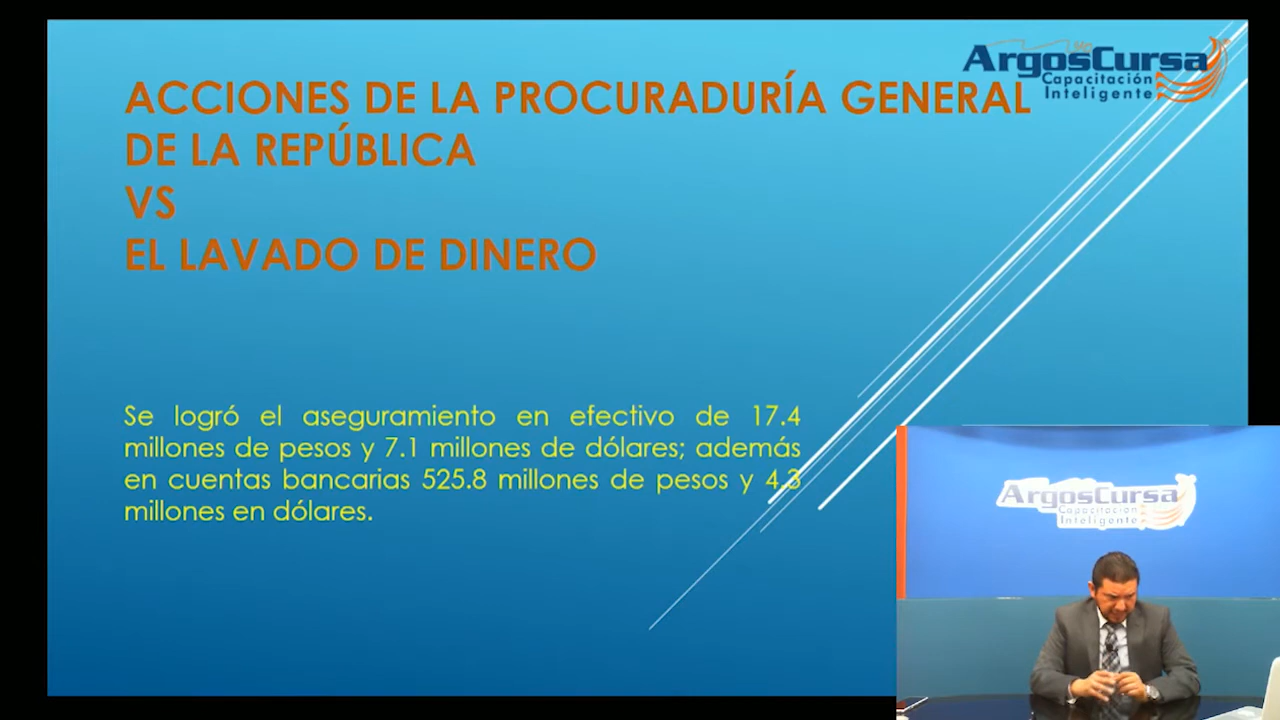 ArgosCursa
Capacitación
Inteligente
ACCIONES DE LA PROCURADURÍA GENERAL
DE LA REPÚBLICA
VS
EL LAVADO DE DINERO
Se logró el aseguramiento en efectivo de 17.4
millones de pesos y 7.1 millones de dólares; además
en cuentas bancarias 525.8 millones de pesos y 4.3
millones en dólares.
ArgosCursa
Capacitación
Inteligente